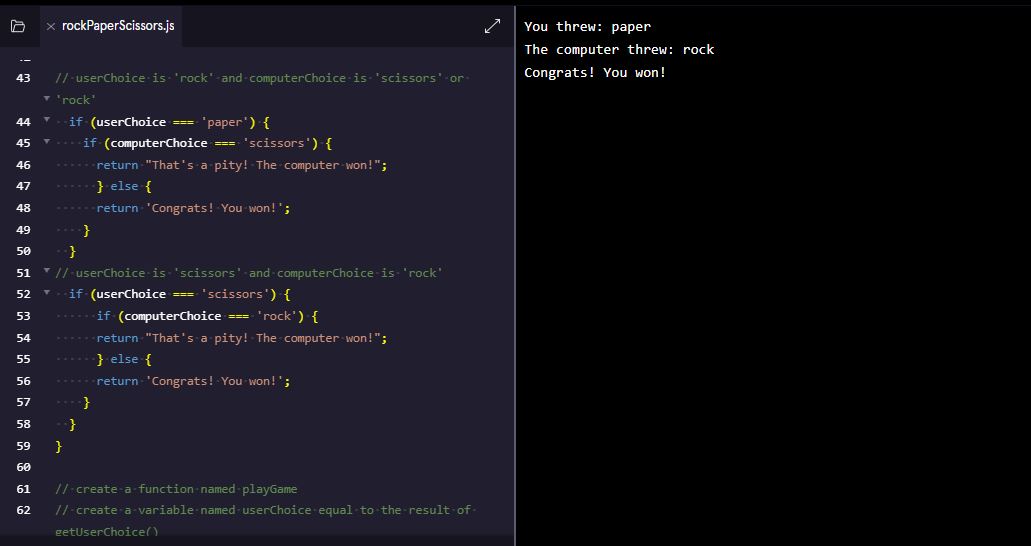 rockPaperScissors.js
43 // userChoice is 'rock' and computerChoice is 'scissors' or
'rock'
44 if (userChoice === 'paper') {
45 if (computerChoice === 'scissors') {
46 return "That's a pity! The computer won!";
47 } else {
48 return 'Congrats! You won!';
49 }
50 }
51 // userChoice is 'scissors' and computerChoice is 'rock'
52 if (userChoice === 'scissors') {
53 if (computerChoice === 'rock') {
54 return "That's a pity! The computer won!";
55 } else {
56 return 'Congrats! You won!';
57 }
58 }
59 }
60
61 // create a function named playGame
62 // create a variable named userChoice equal to the result of
getUserChoice()
You threw: paper
The computer threw: rock
Congrats! You won!